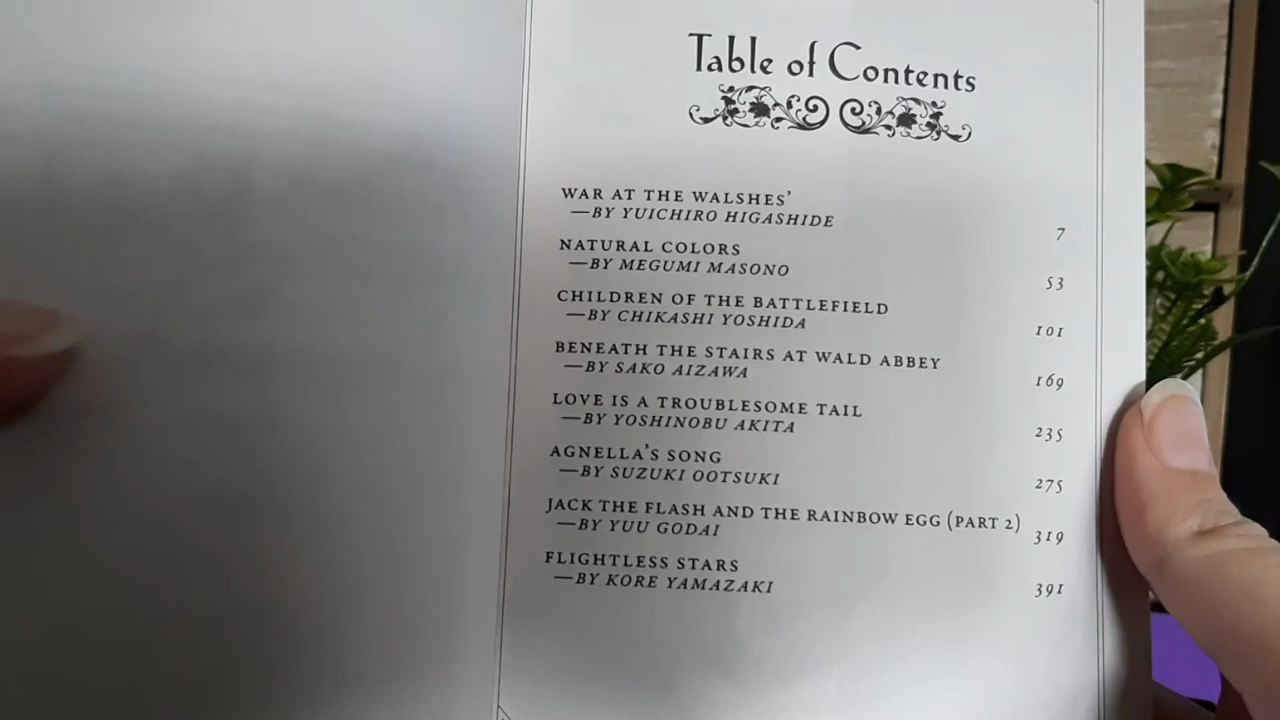 Table of Contents
WAR AT THE WALSHES'
—BY YUICHIRO HIGASHIDE
7
NATURAL COLORS
—BY MEGUMI MASONO
53
CHILDREN OF THE BATTLEFIELD
—BY CHIKASHI YOSHIDA
101
BENEATH THE STAIRS AT WALD ABBEY
—BY SAKO AIZAWA
169
LOVE IS A TROUBLESOME TAIL
—BY YOSHINOBU AKITA
235
AGNELLA'S SONG
—BY SUZUKI OOTSUKI
275
JACK THE FLASH AND THE RAINBOW EGG (PART 2)
—BY YUU GODAI
319
FLIGHTLESS STARS
—BY KORE YAMAZAKI
391